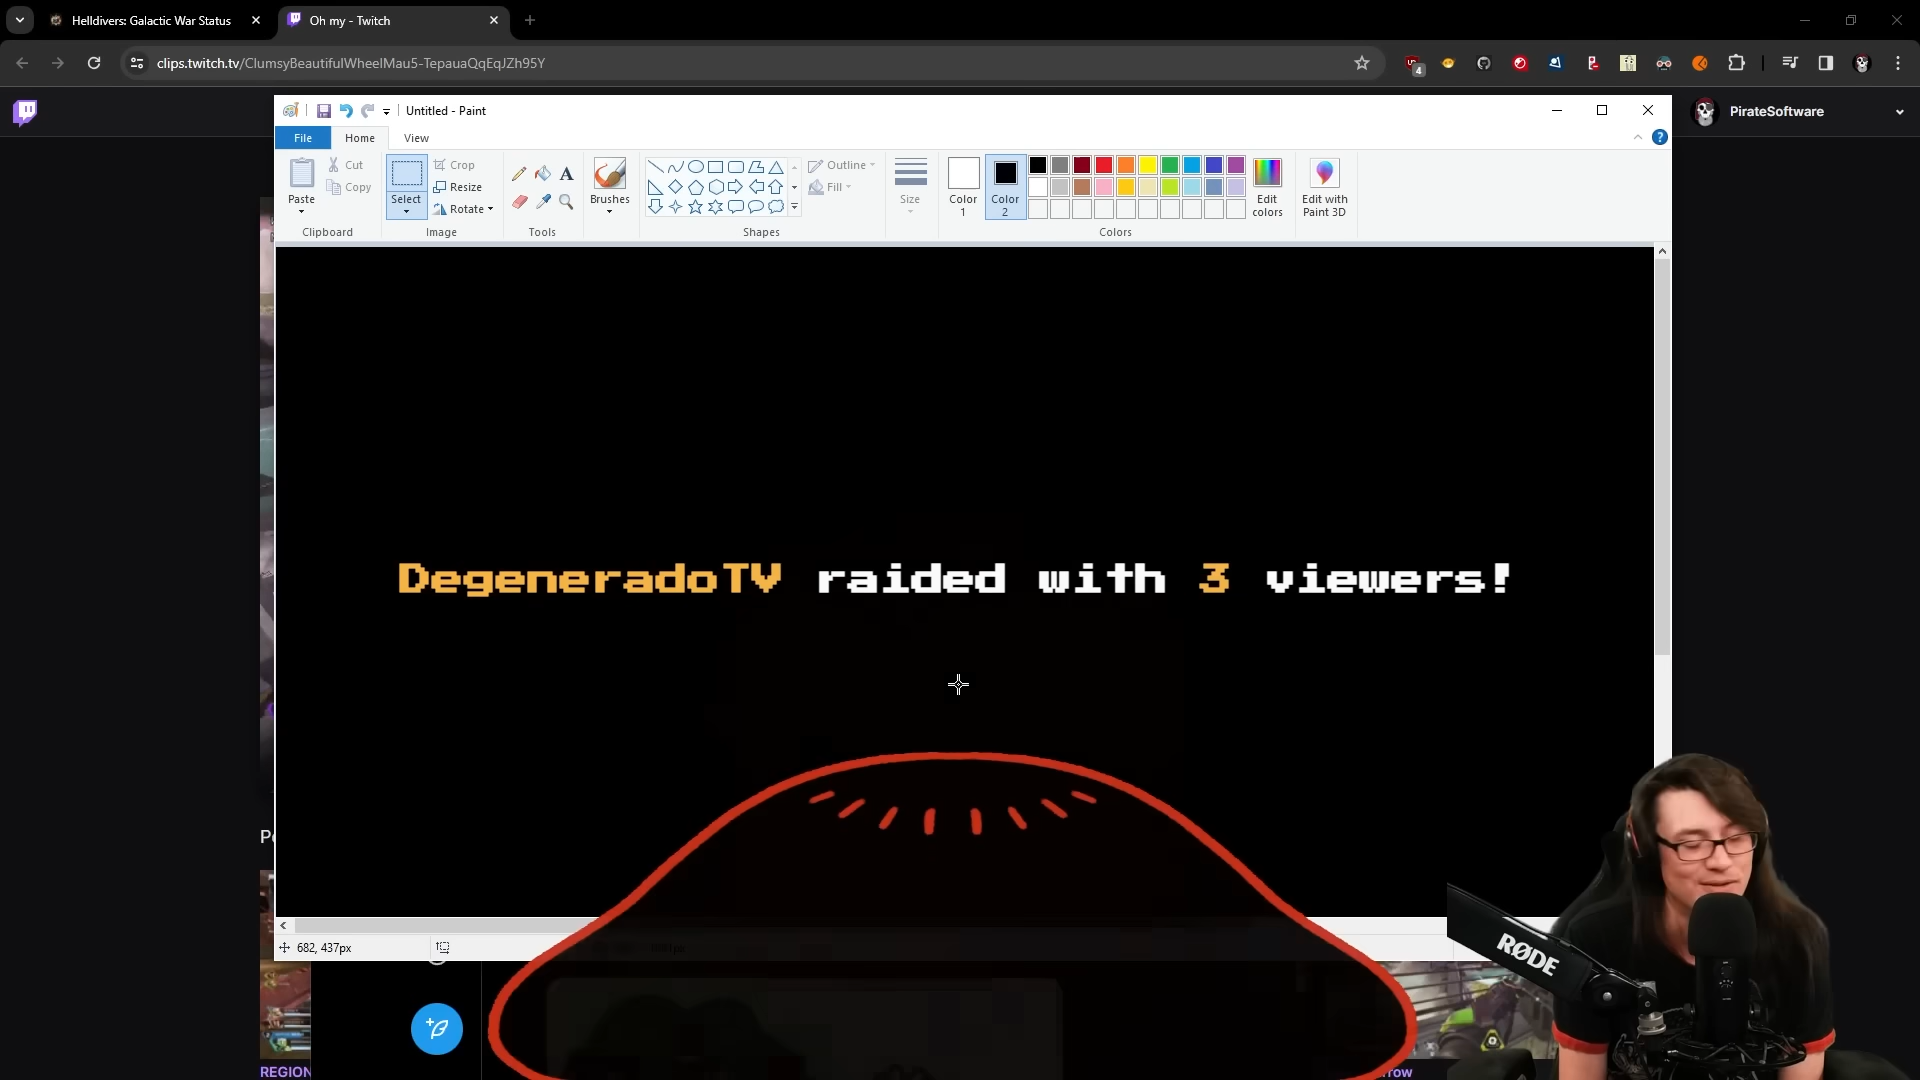 Helldivers: Galactic War Status
Oh my - Twitch
clips.twitch.tv/ClumsyBeautifulWheelMau5-TepauaQqEqJZh95Y
4
Untitled - Paint
PirateSoftware
File
Home
View
Paste
Cut
Copy
Clipboard
Select
Crop
Resize
Rotate
Image
A
Tools
Brushes
Shapes
Outline
Fill
Size
Color 1
Color 2
Colors
Edit colors
Edit with Paint 3D
DegeneradoTV raided with 3 viewers!
682, 437px
RØDE
REGION